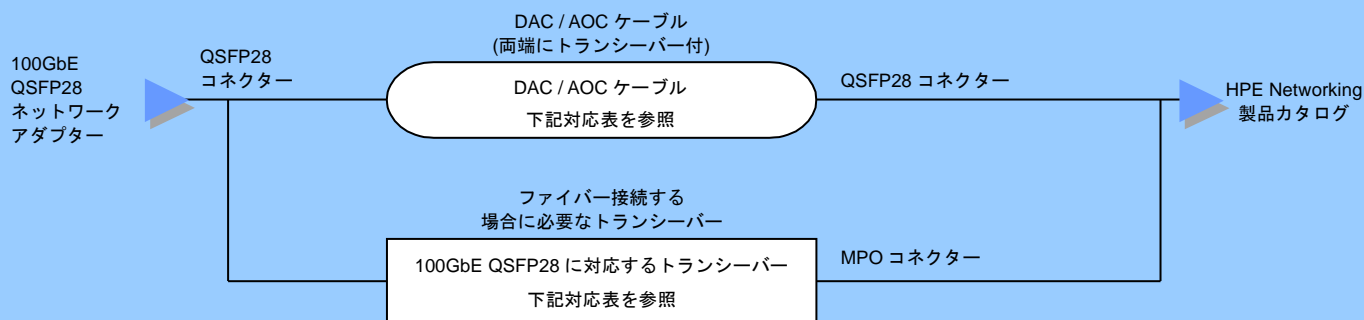 100GbE
QSFP28
ネットワーク
アダプター
QSFP28
コネクター
DAC / AOC ケーブル
(両端にトランシーバー付)
DAC / AOC ケーブル
下記対応表を参照
QSFP28 コネクター
HPE Networking
製品カタログ
ファイバー接続する
場合に必要なトランシーバー
100GbE QSFP28 に対応するトランシーバー
下記対応表を参照
MPO コネクター